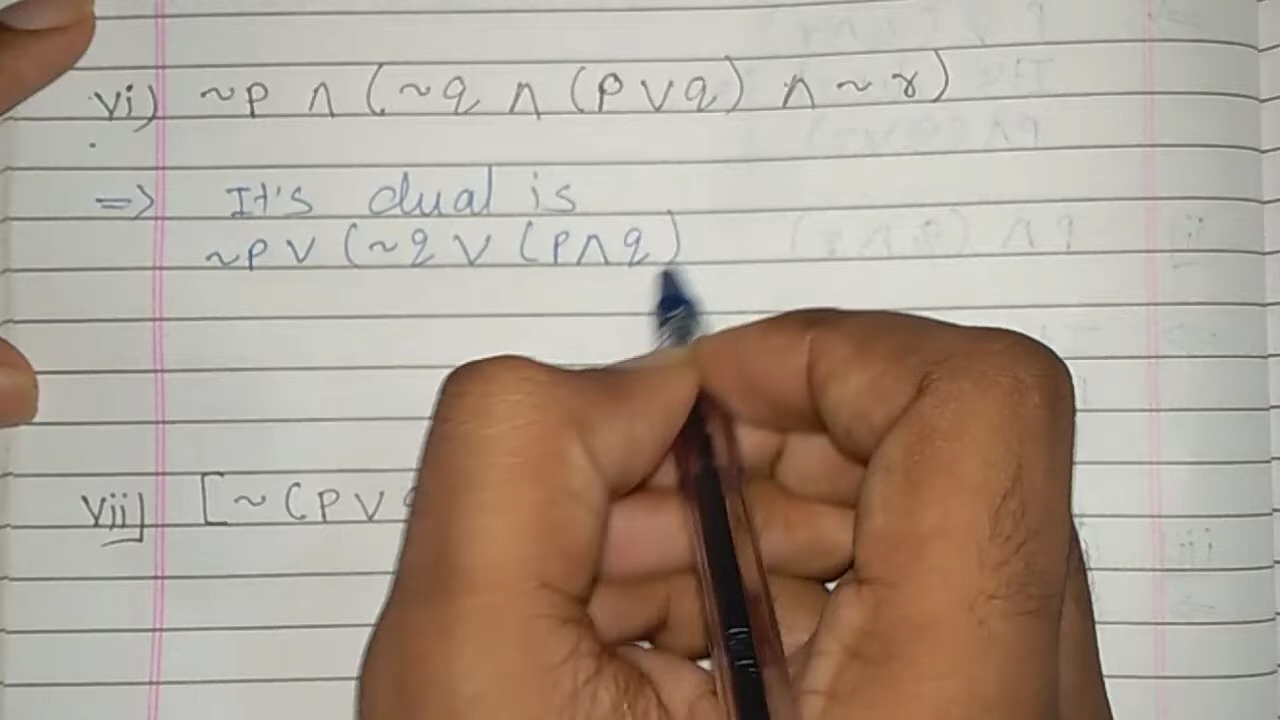 vi) ~p ∧ (~q ∧ (p ∨ q) ∧ ~r)
=> It's dual is
~p ∨ (~q ∨ (p ∧ q)
vii] [~(p ∨